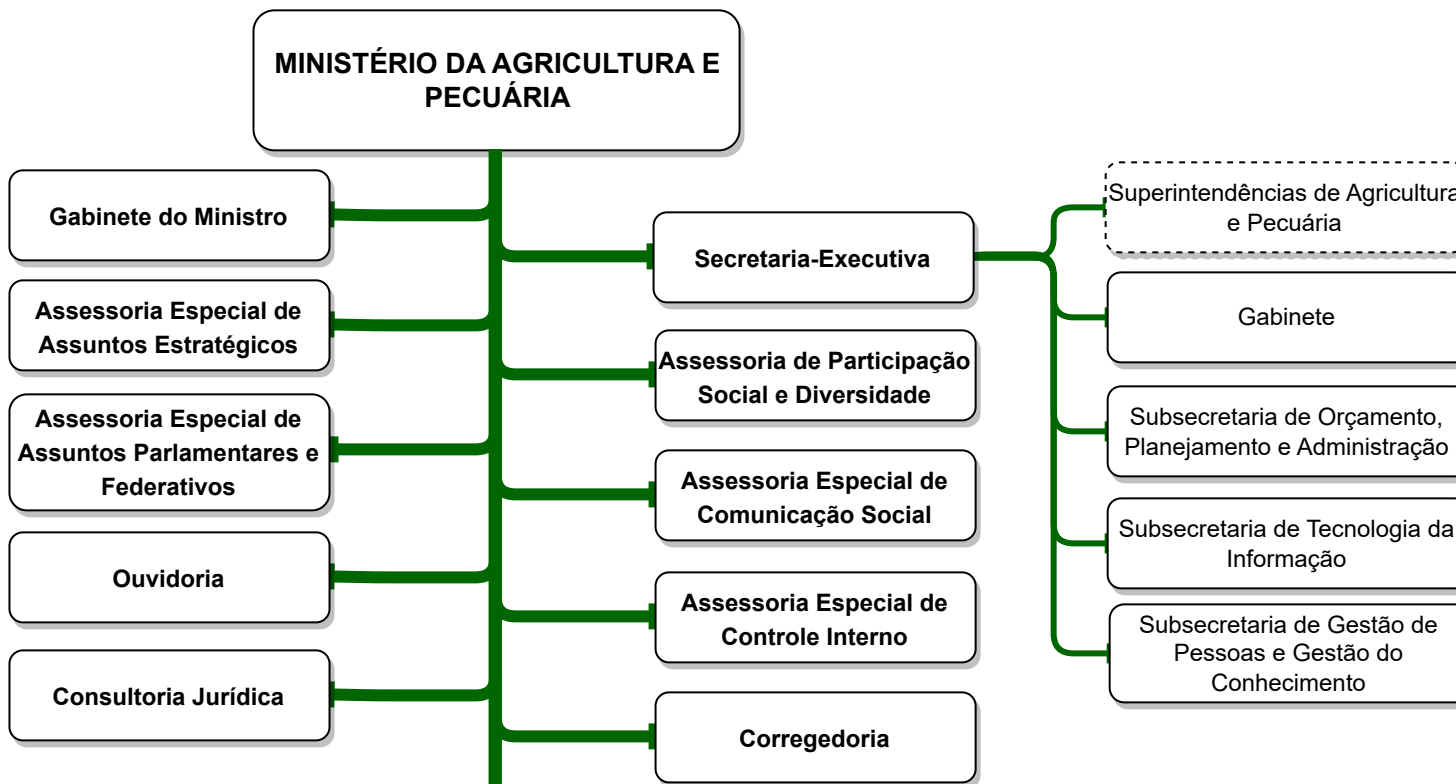 MINISTÉRIO DA AGRICULTURA E
PECUÁRIA
Gabinete do Ministro
Assessoria Especial de
Assuntos Estratégicos
Assessoria Especial de
Assuntos Parlamentares e
Federativos
Ouvidoria
Consultoria Jurídica
Secretaria-Executiva
Assessoria de Participação
Social e Diversidade
Assessoria Especial de
Comunicação Social
Assessoria Especial de
Controle Interno
Corregedoria
Superintendências de Agricultura
e Pecuária
Gabinete
Subsecretaria de Orçamento,
Planejamento e Administração
Subsecretaria de Tecnologia da
Informação
Subsecretaria de Gestão de
Pessoas e Gestão do
Conhecimento